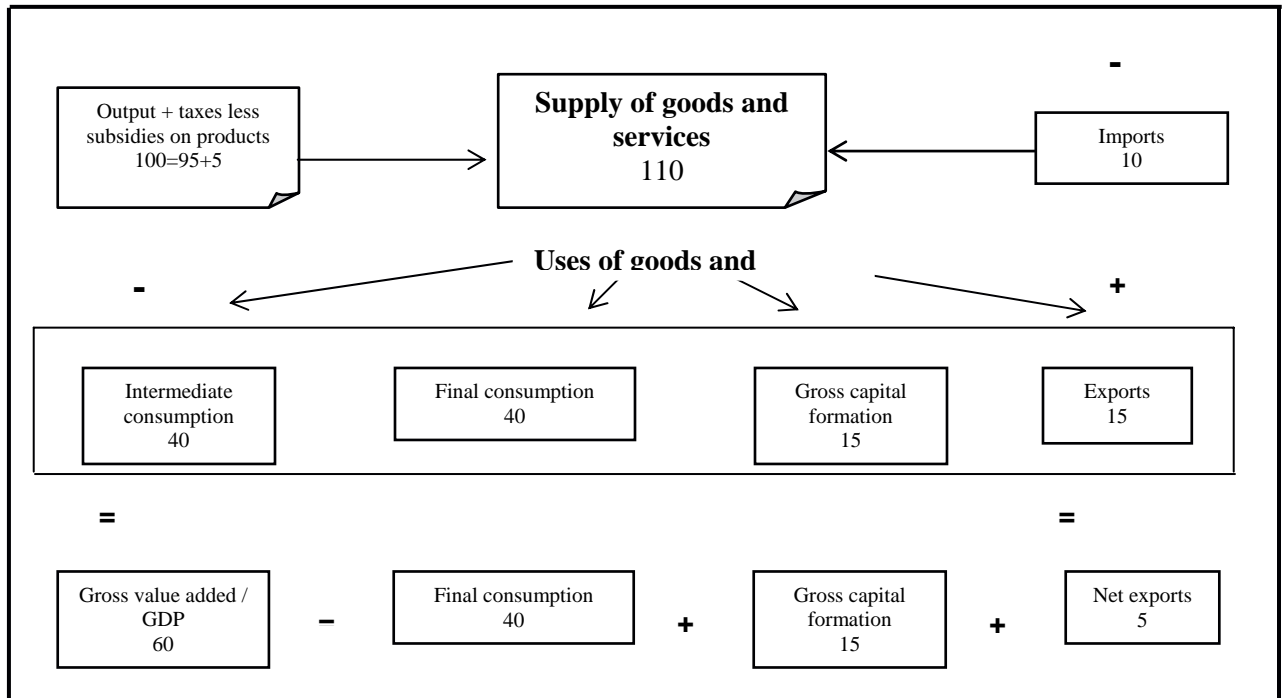 -
Output + taxes less
subsidies on products
100=95+5
Supply of goods and
services
110
Imports
10
Uses of goods and
-
+
Intermediate
consumption
40
Final consumption
40
Gross capital
formation
15
Exports
15
=
=
Gross value added /
GDP
60
–
Final consumption
40
+
Gross capital
formation
15
+
Net exports
5